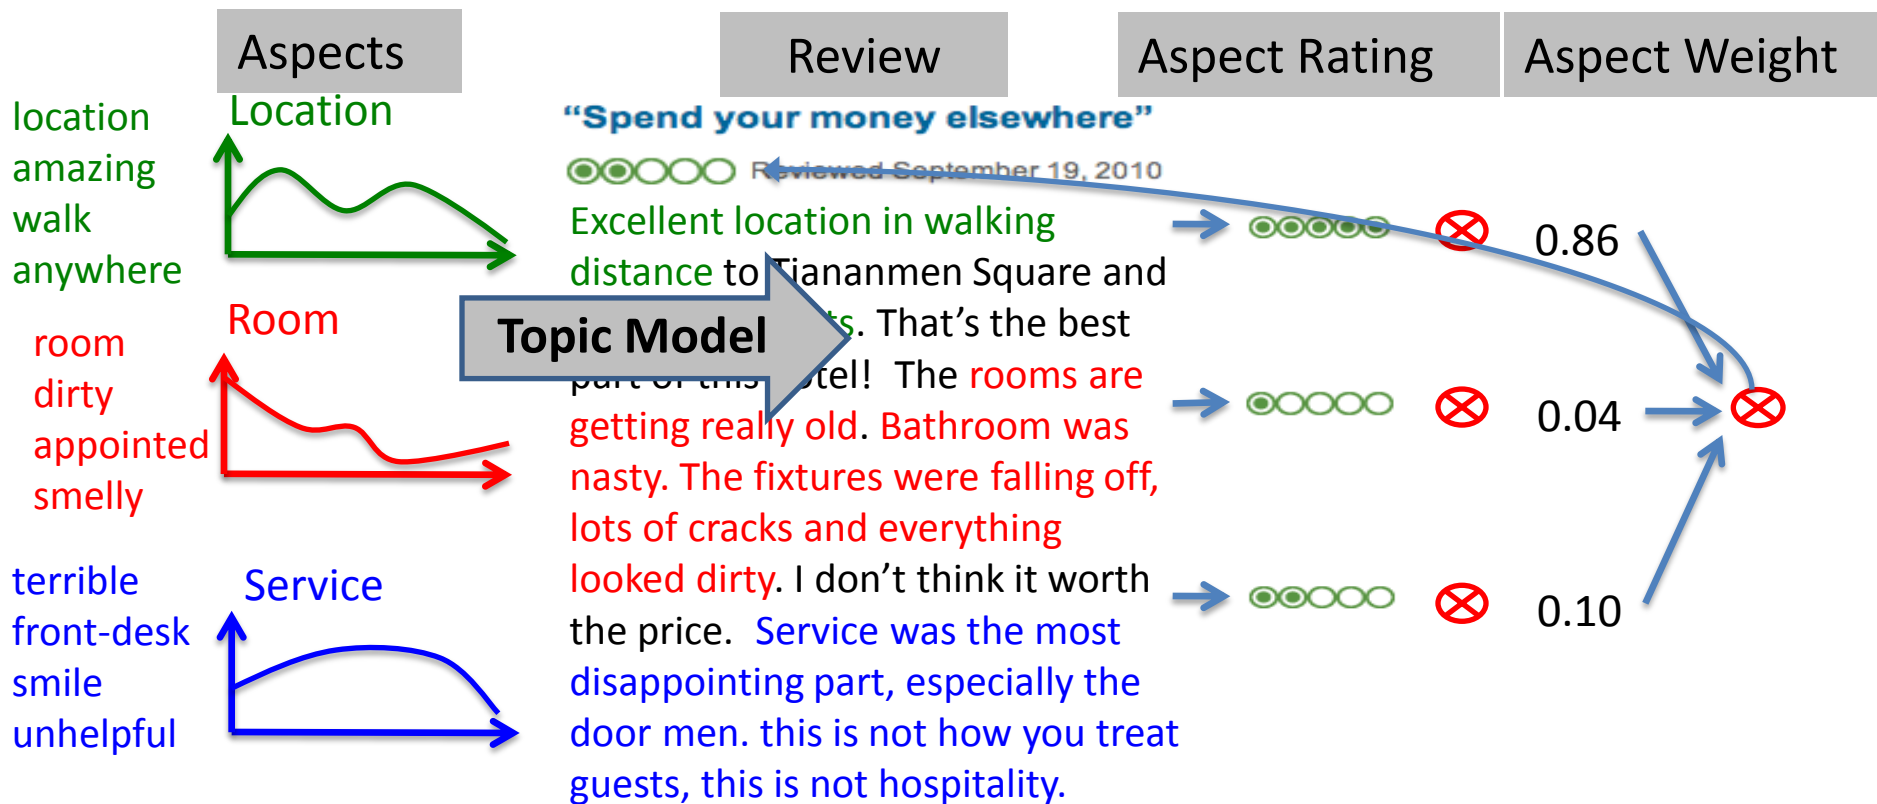 Aspects
Review
Aspect Rating
Aspect Weight
location
amazing
walk
anywhere
Location
room
dirty
appointed
smelly
Room
terrible
front-desk
smile
unhelpful
Service
Topic Model
“Spend your money elsewhere”
Reviewed September 19, 2010
Excellent location in walking
distance to Tiananmen Square and
. That’s the best
part of this hotel! The rooms are
getting really old. Bathroom was
nasty. The fixtures were falling off,
lots of cracks and everything
looked dirty. I don’t think it worth
the price. Service was the most
disappointing part, especially the
door men. this is not how you treat
guests, this is not hospitality.
0.86
0.04
0.10